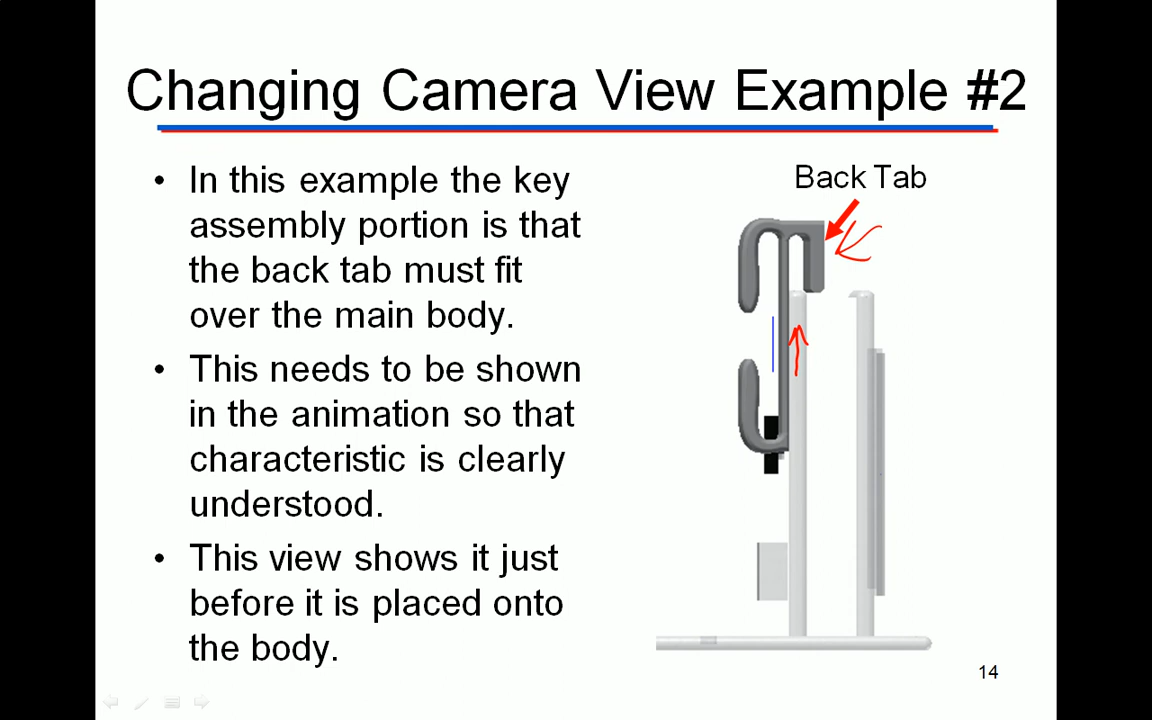 Changing Camera View Example #2
• In this example the key
assembly portion is that
the back tab must fit
over the main body.
• This needs to be shown
in the animation so that
characteristic is clearly
understood.
• This view shows it just
before it is placed onto
the body.
Back Tab
14